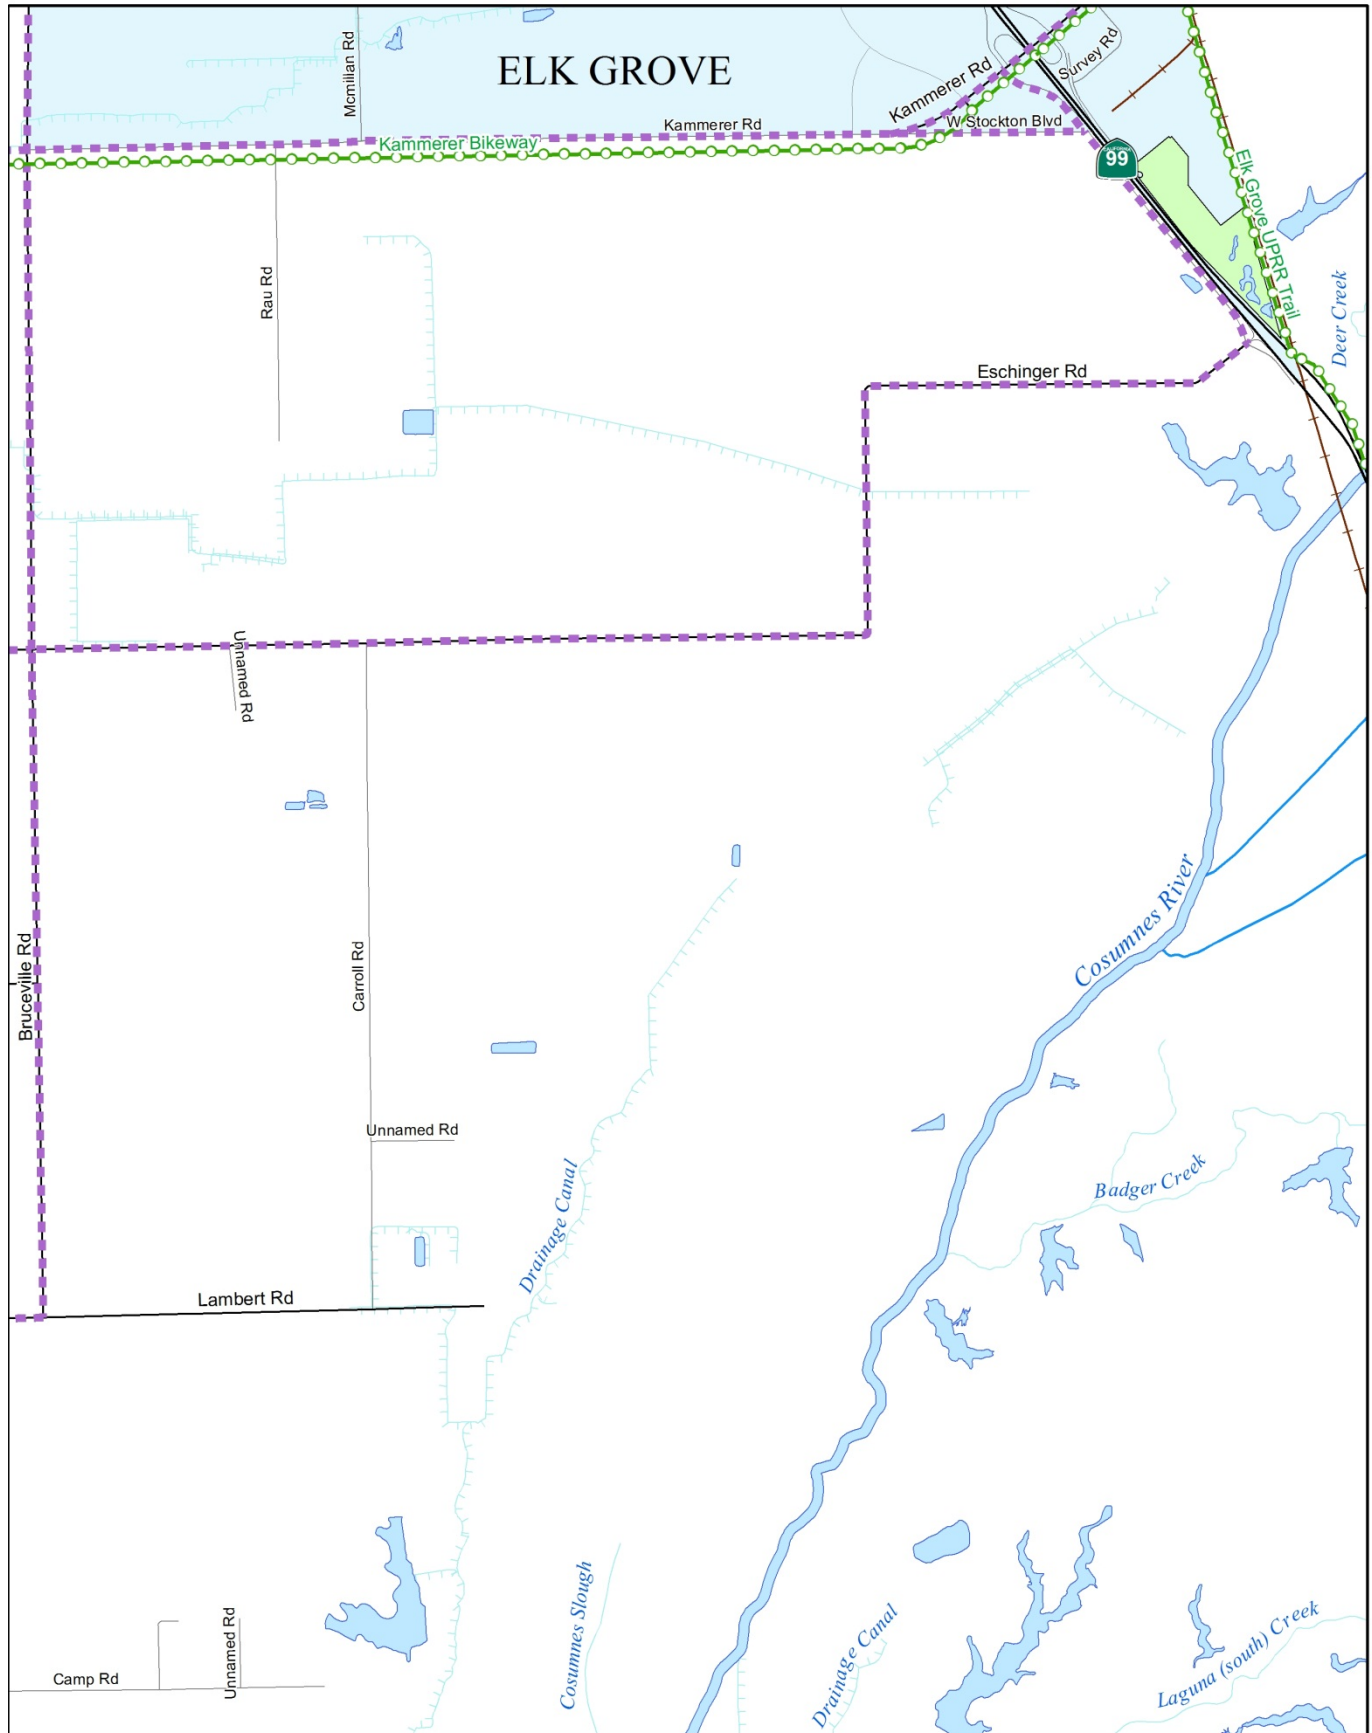 Mcmilian Rd
ELK GROVE
Survey Rd
Kammerer Rd
Kammerer Rd
W Stockton Blvd
Kammerer Bikeway
CALIFORNIA
99
Elk Grove UPRR Trail
Rau Rd
Deer Creek
Eschinger Rd
Unnamed Rd
Bruceville Rd
Carroll Rd
Cosumnes River
Unnamed Rd
Drainage Canal
Badger Creek
Lambert Rd
Cosumnes Slough
Drainage Canal
Laguna (south) Creek
Unnamed Rd
Camp Rd